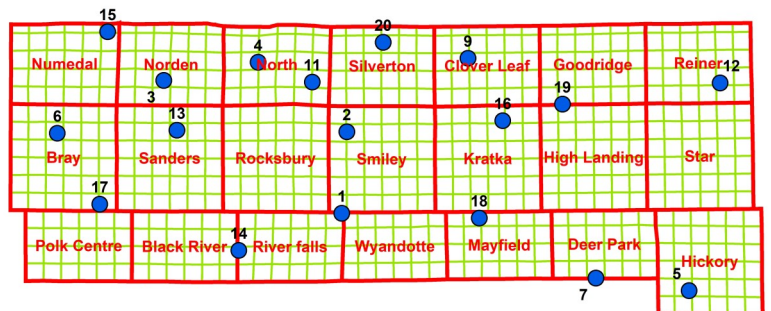 15
20
4
9
Numedal
Norden
North
Silverton
Clover Leaf
Goodridge
Reiner
12
11
3
19
6
13
2
16
Bray
Sanders
Rocksbury
Smiley
Kratka
High Landing
Star
17
1
18
14
Polk Centre
Black River
River falls
Wyandotte
Mayfield
Deer Park
Hickory
5
7